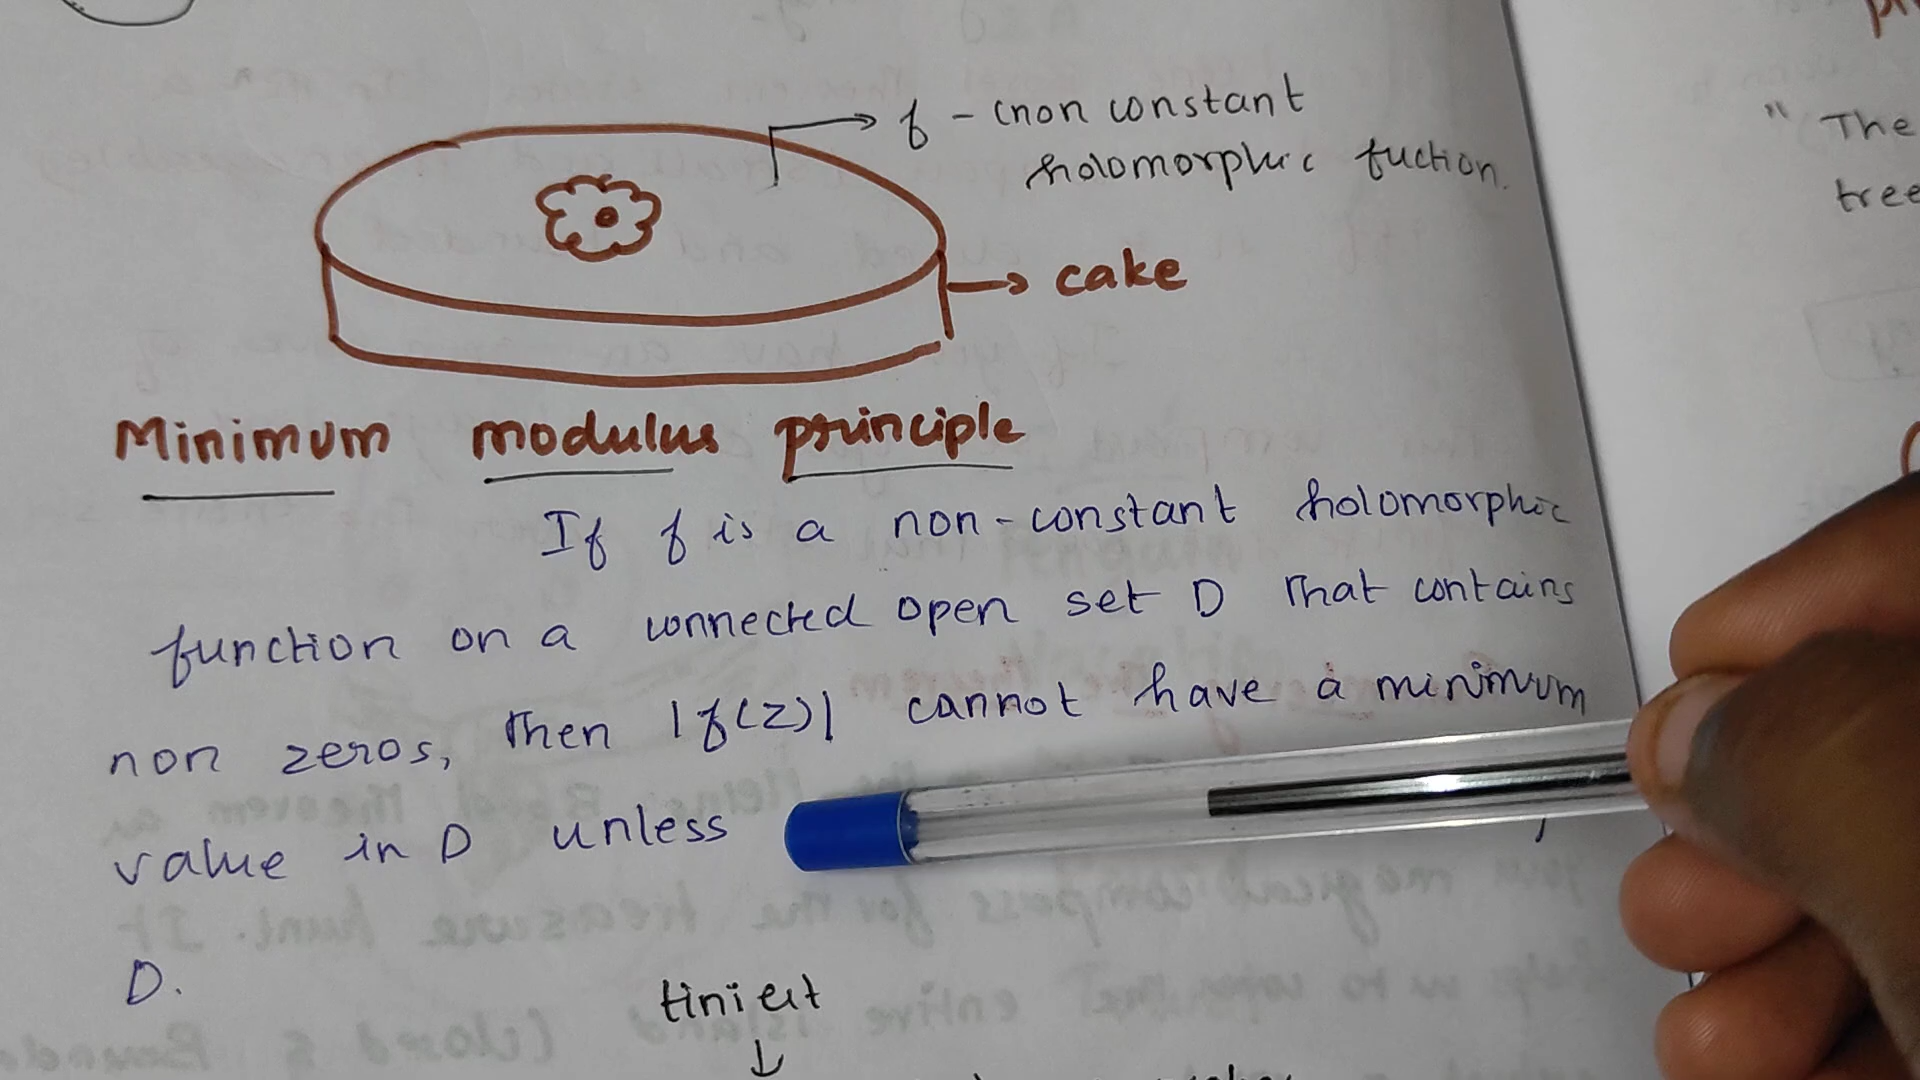 f - (non constant
holomorphic fuction.
cake
Minimum modulus principle
If f is a non-constant holomorphic
function on a connected open set D that contains
non zeros, then |f(z)| cannot have a minimum
value in D unless
D.
tiniest
" The
tree